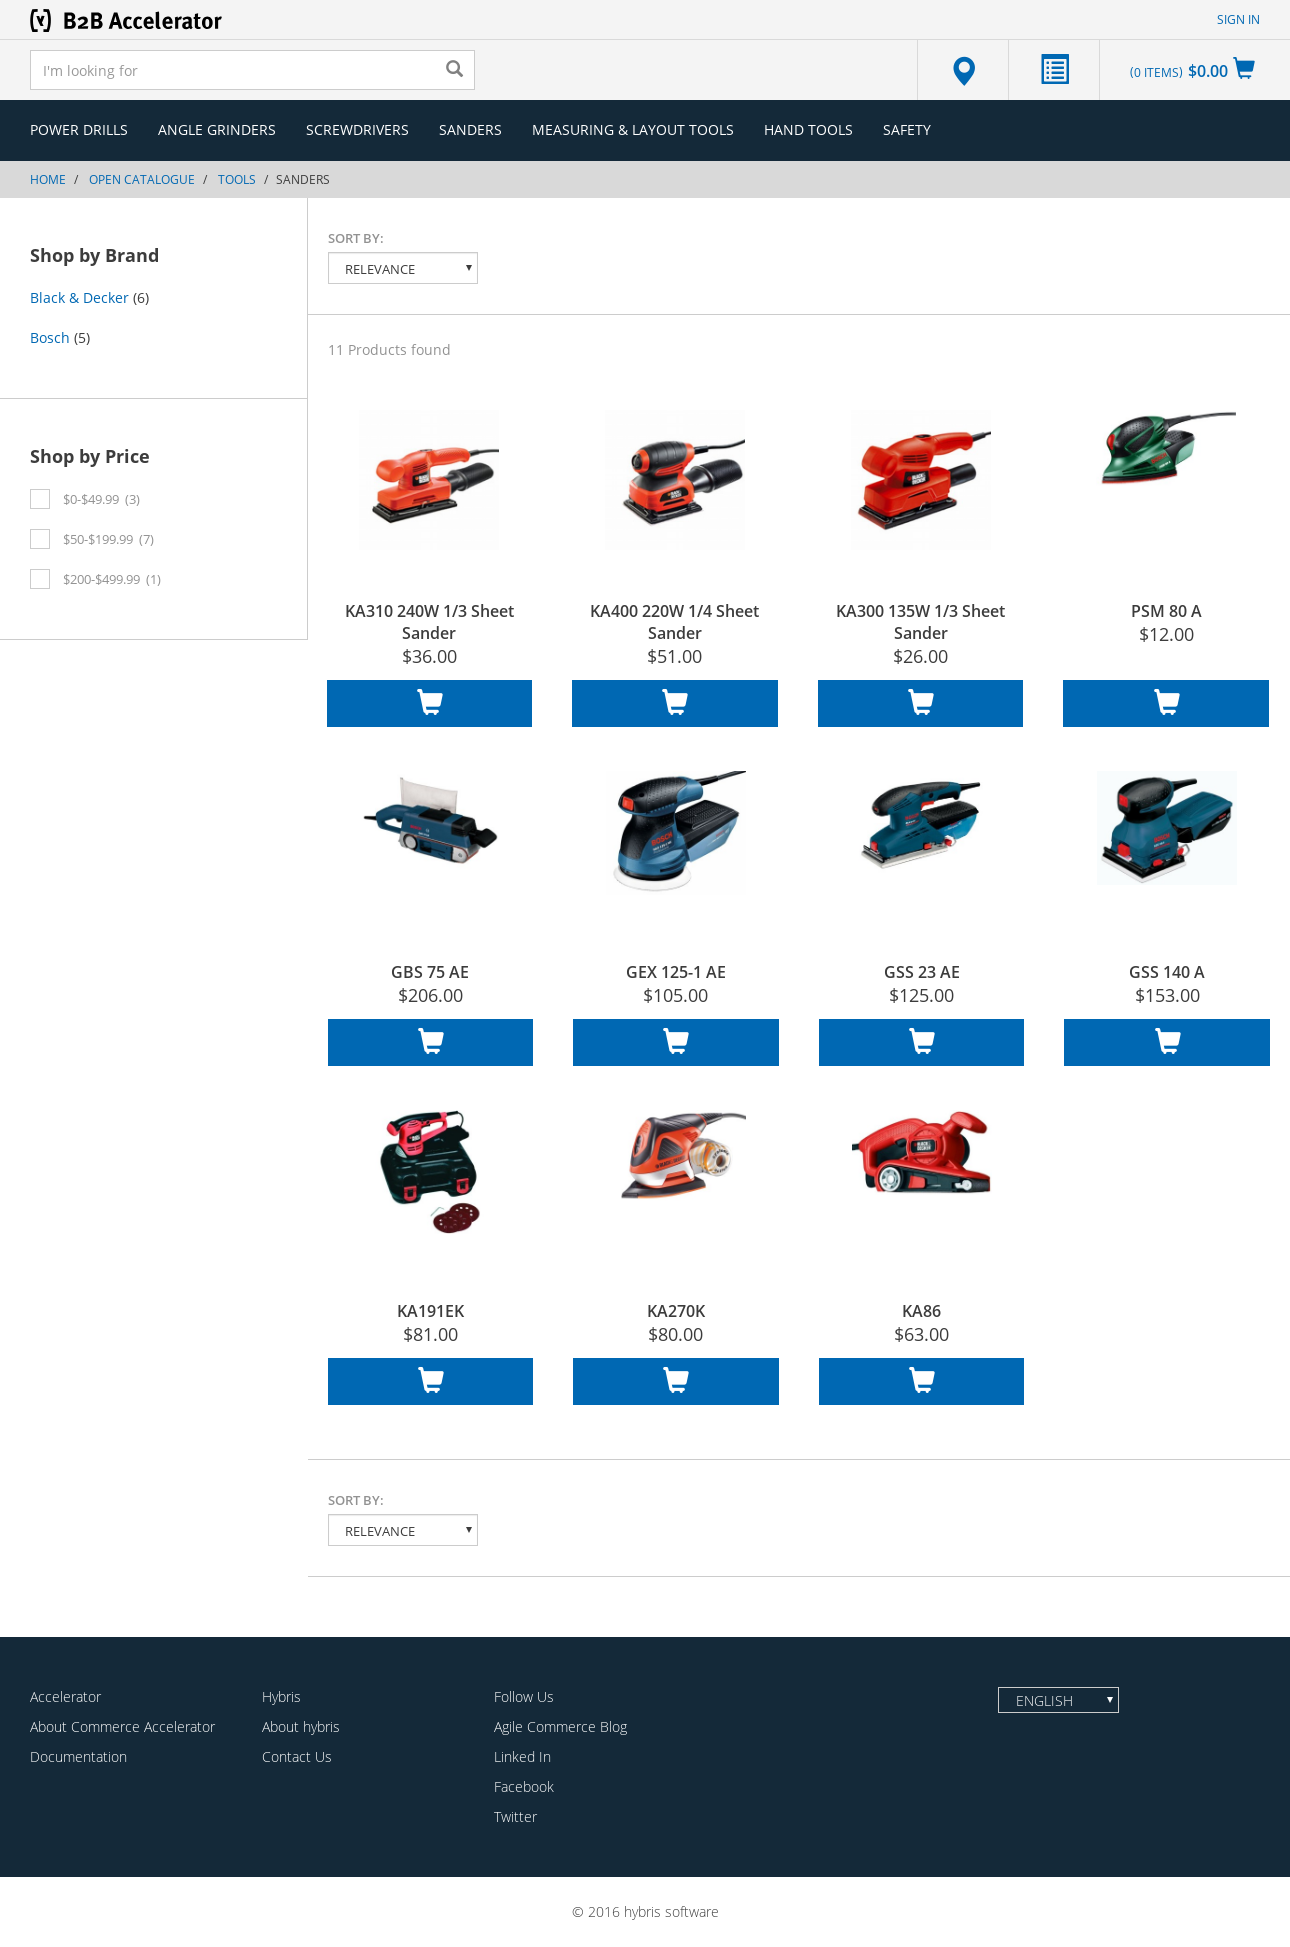 B2B Accelerator
SIGN IN
I'm looking for
(0 ITEMS) $0.00
POWER DRILLS ANGLE GRINDERS SCREWDRIVERS SANDERS MEASURING & LAYOUT TOOLS HAND TOOLS SAFETY
HOME / OPEN CATALOGUE / TOOLS / SANDERS
Shop by Brand
Black & Decker (6)
Bosch (5)
Shop by Price
$0-$49.99 (3)
$50-$199.99 (7)
$200-$499.99 (1)
SORT BY:
RELEVANCE
11 Products found
KA310 240W 1/3 Sheet
Sander
$36.00
KA400 220W 1/4 Sheet
Sander
$51.00
KA300 135W 1/3 Sheet
Sander
$26.00
PSM 80 A
$12.00
GBS 75 AE
$206.00
GEX 125-1 AE
$105.00
GSS 23 AE
$125.00
GSS 140 A
$153.00
KA191EK
$81.00
KA270K
$80.00
KA86
$63.00
SORT BY:
RELEVANCE
Accelerator
About Commerce Accelerator
Documentation
Hybris
About hybris
Contact Us
Follow Us
Agile Commerce Blog
Linked In
Facebook
Twitter
ENGLISH
© 2016 hybris software